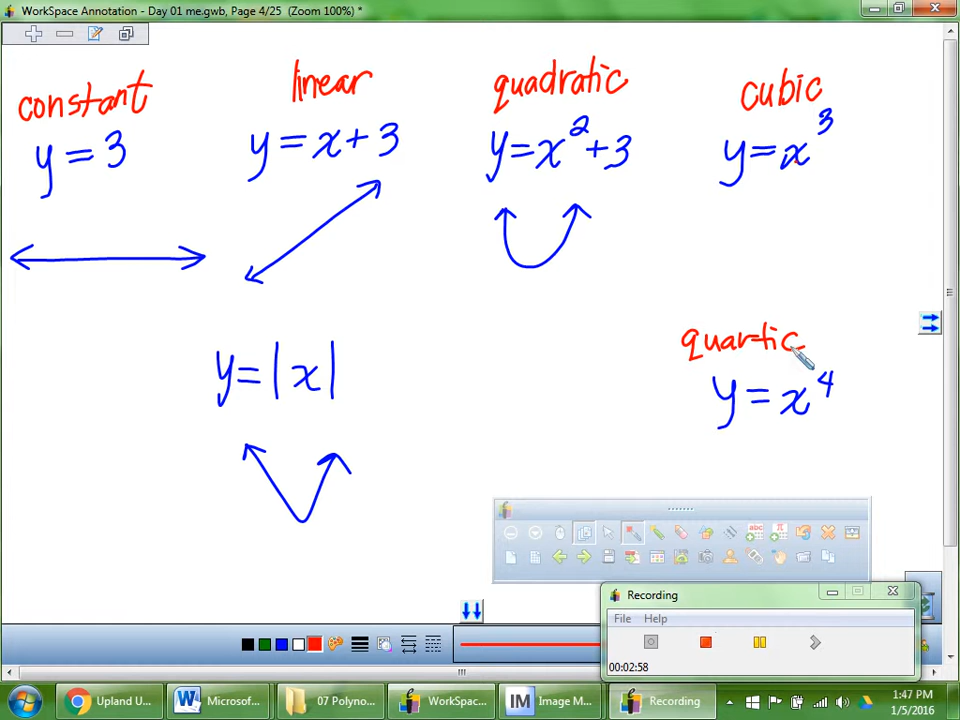 WorkSpace Annotation - Day 01 me.gwb, Page 4/25 (Zoom 100%) *
constant
linear
quadratic
cubic
y = 3
y = x + 3
y = x² + 3
y = x³
quartic
y = |x|
y = x⁴
abc
π
Recording
File Help
00:02:58
Upland U...
Microsof...
07 Polyno...
WorkSpac...
Image M...
Recording
1:47 PM
1/5/2016